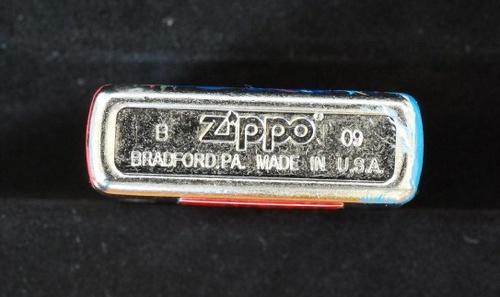 B Zippo® 09
BRADFORD, PA. MADE IN U.S.A.